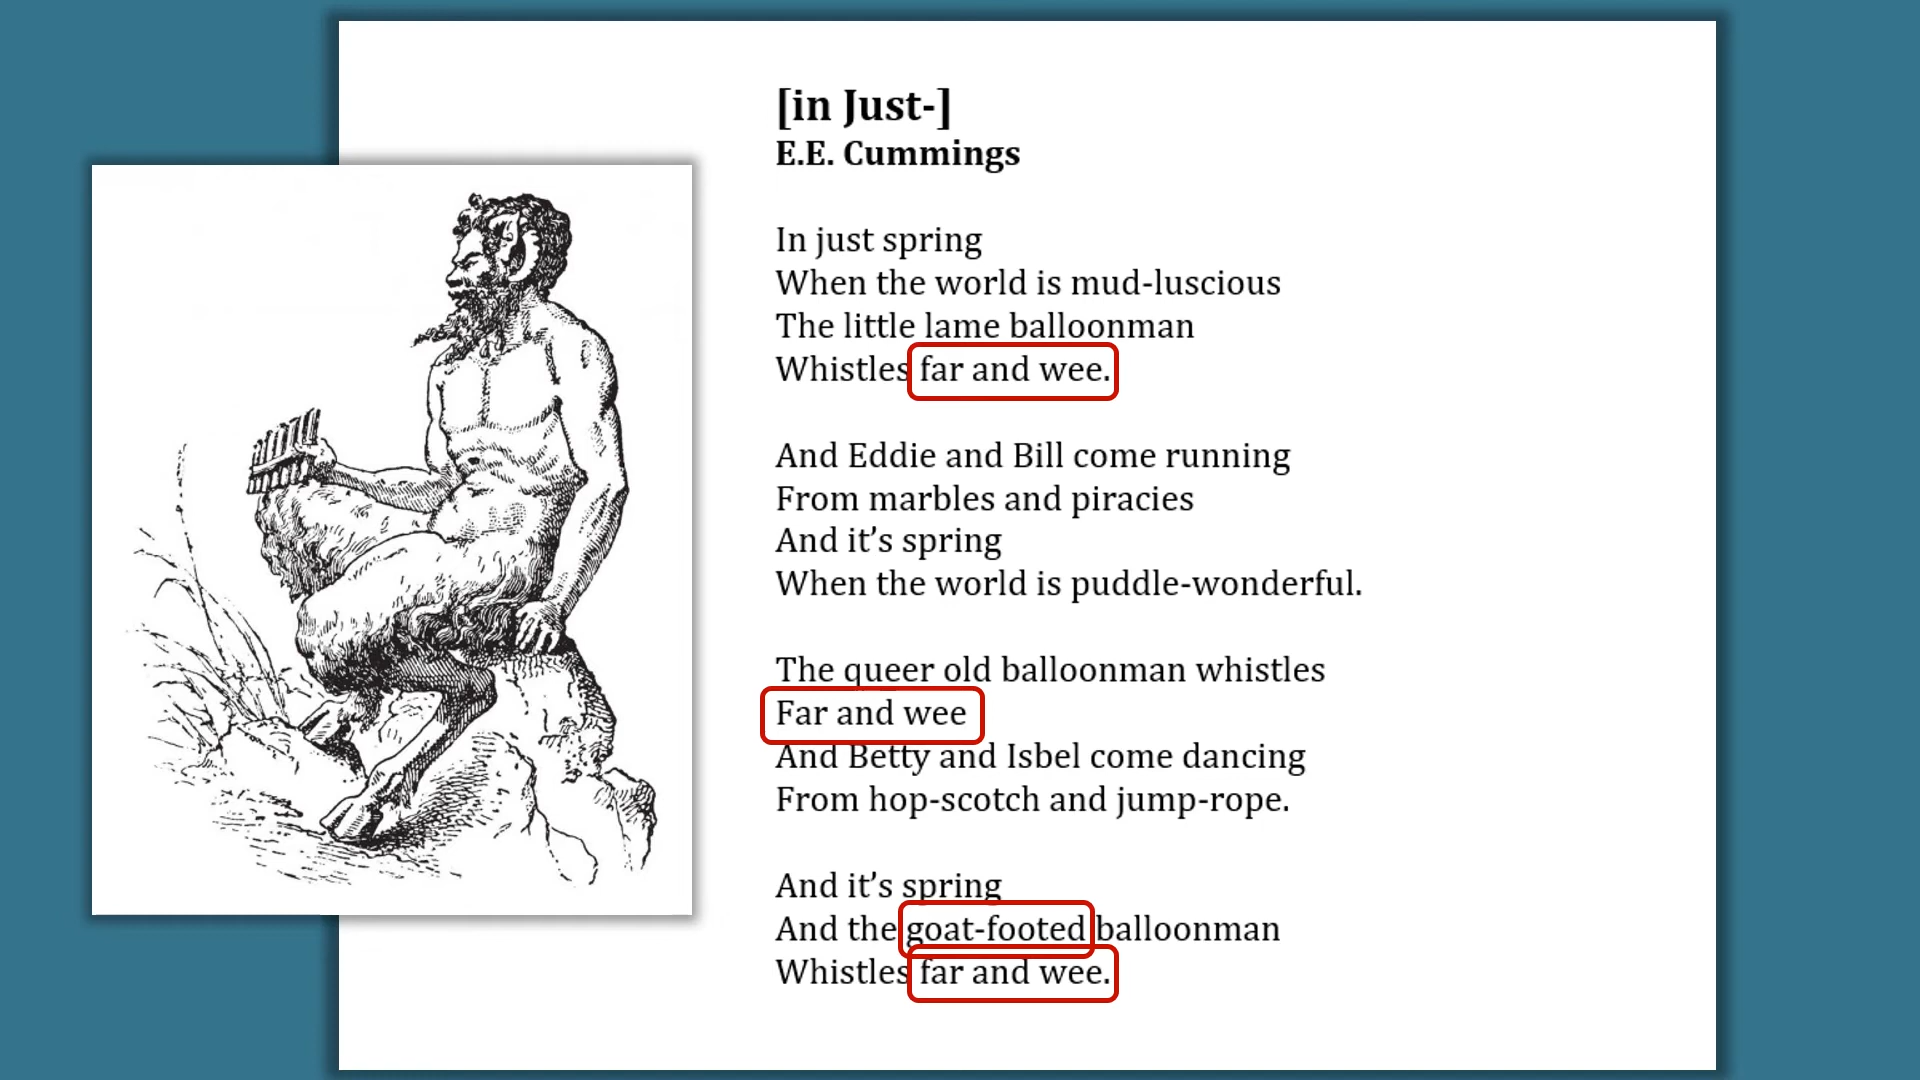 [in Just-]
E.E. Cummings
In just spring
When the world is mud-luscious
The little lame balloonman
Whistles far and wee.
And Eddie and Bill come running
From marbles and piracies
And it’s spring
When the world is puddle-wonderful.
The queer old balloonman whistles
Far and wee
And Betty and Isbel come dancing
From hop-scotch and jump-rope.
And it’s spring
And the goat-footed balloonman
Whistles far and wee.